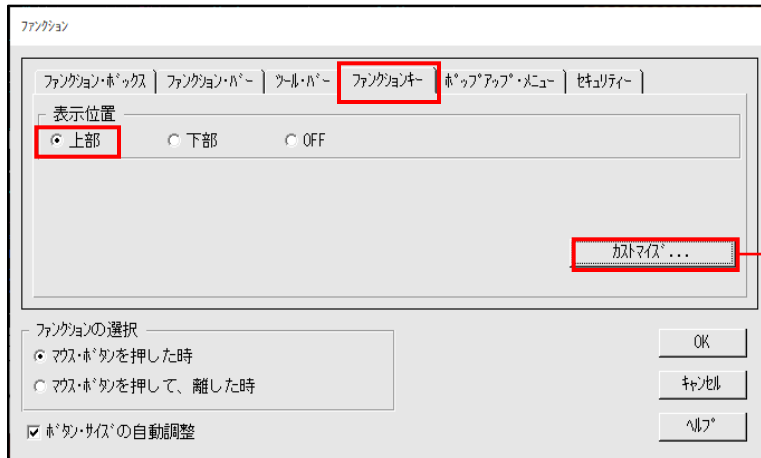 ﾌｧﾝｸｼｮﾝ
ﾌｧﾝｸｼｮﾝ･ﾎﾞｯｸｽ ﾌｧﾝｸｼｮﾝ･ﾊﾞｰ ﾂｰﾙ･ﾊﾞｰ ﾌｧﾝｸｼｮﾝｷｰ ﾎﾟｯﾌﾟｱｯﾌﾟ･ﾒﾆｭｰ ｾｷｭﾘﾃｨｰ
表示位置
上部 下部 OFF
ｶｽﾄﾏｲｽﾞ...
ﾌｧﾝｸｼｮﾝの選択
ﾏｳｽ･ﾎﾞﾀﾝを押した時
ﾏｳｽ･ﾎﾞﾀﾝを押して、離した時
ﾎﾞﾀﾝ･ｻｲｽﾞの自動調整
OK
ｷｬﾝｾﾙ
ﾍﾙﾌﾟ